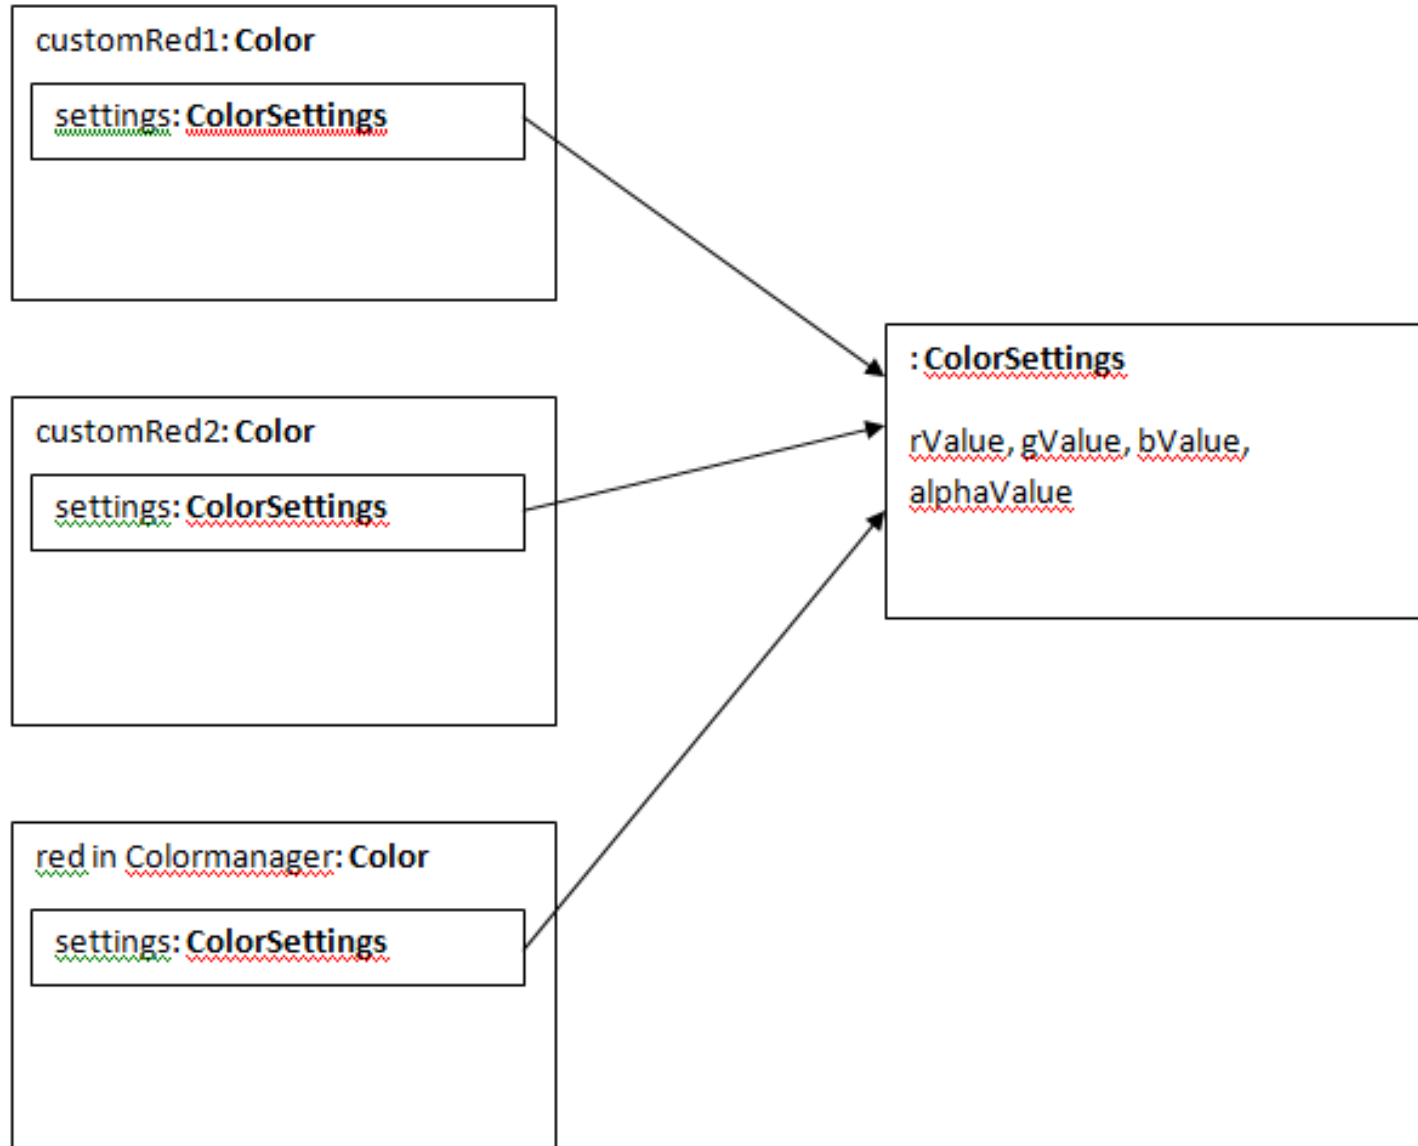 customRed1: Color
settings: ColorSettings
: ColorSettings
rValue, gValue, bValue,
alphaValue
customRed2: Color
settings: ColorSettings
red in Colormanager: Color
settings: ColorSettings